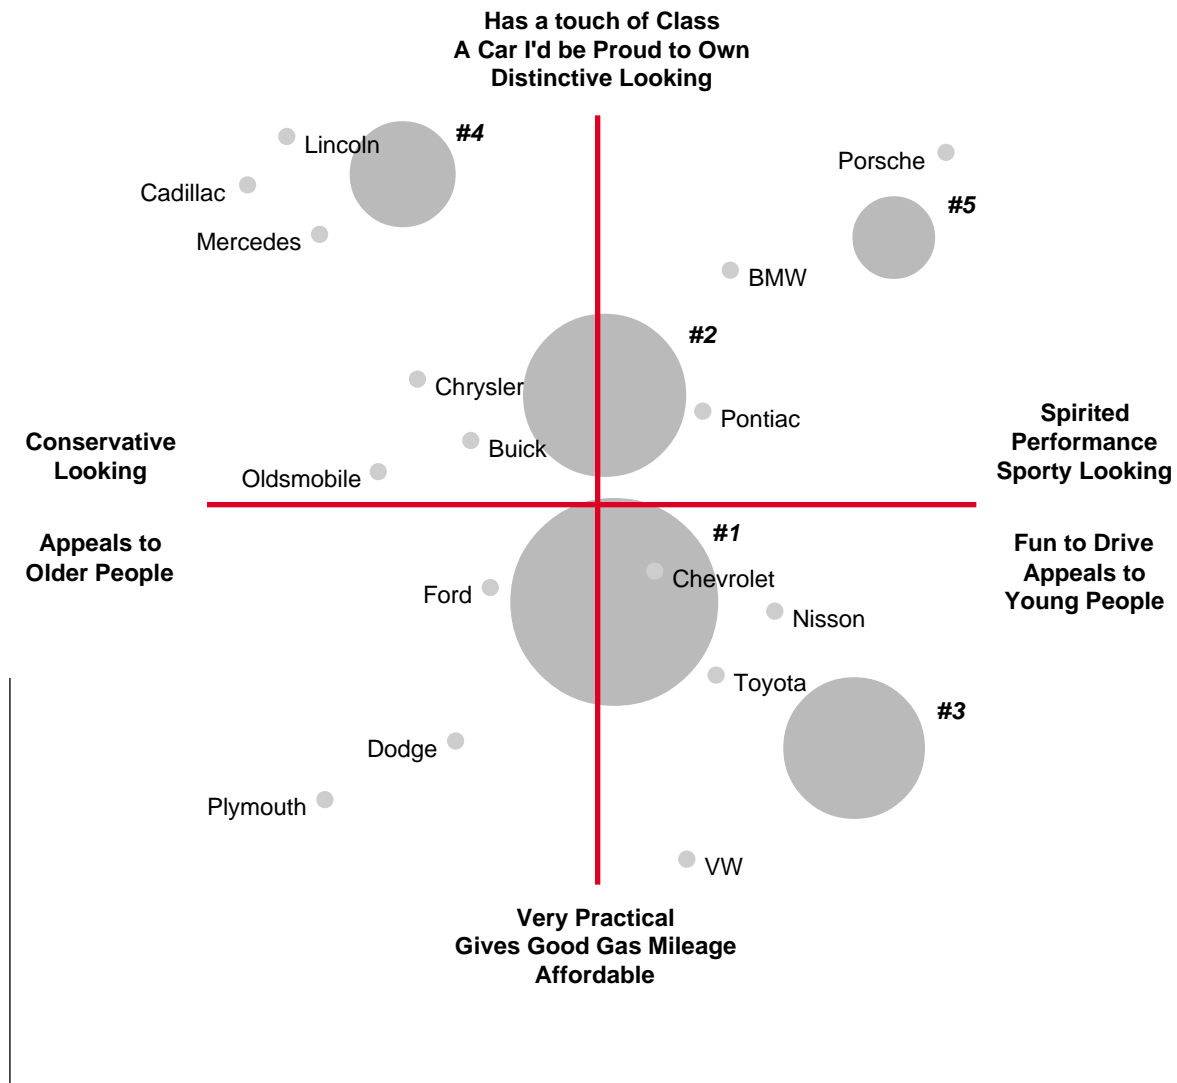 Has a touch of Class
A Car I'd be Proud to Own
Distinctive Looking
Lincoln
#4
Cadillac
Mercedes
Porsche
#5
BMW
#2
Chrysler
Pontiac
Buick
Oldsmobile
Conservative
Looking
Spirited
Performance
Sporty Looking
Appeals to
Older People
#1
Chevrolet
Ford
Nisson
Fun to Drive
Appeals to
Young People
Toyota
#3
Dodge
Plymouth
VW
Very Practical
Gives Good Gas Mileage
Affordable